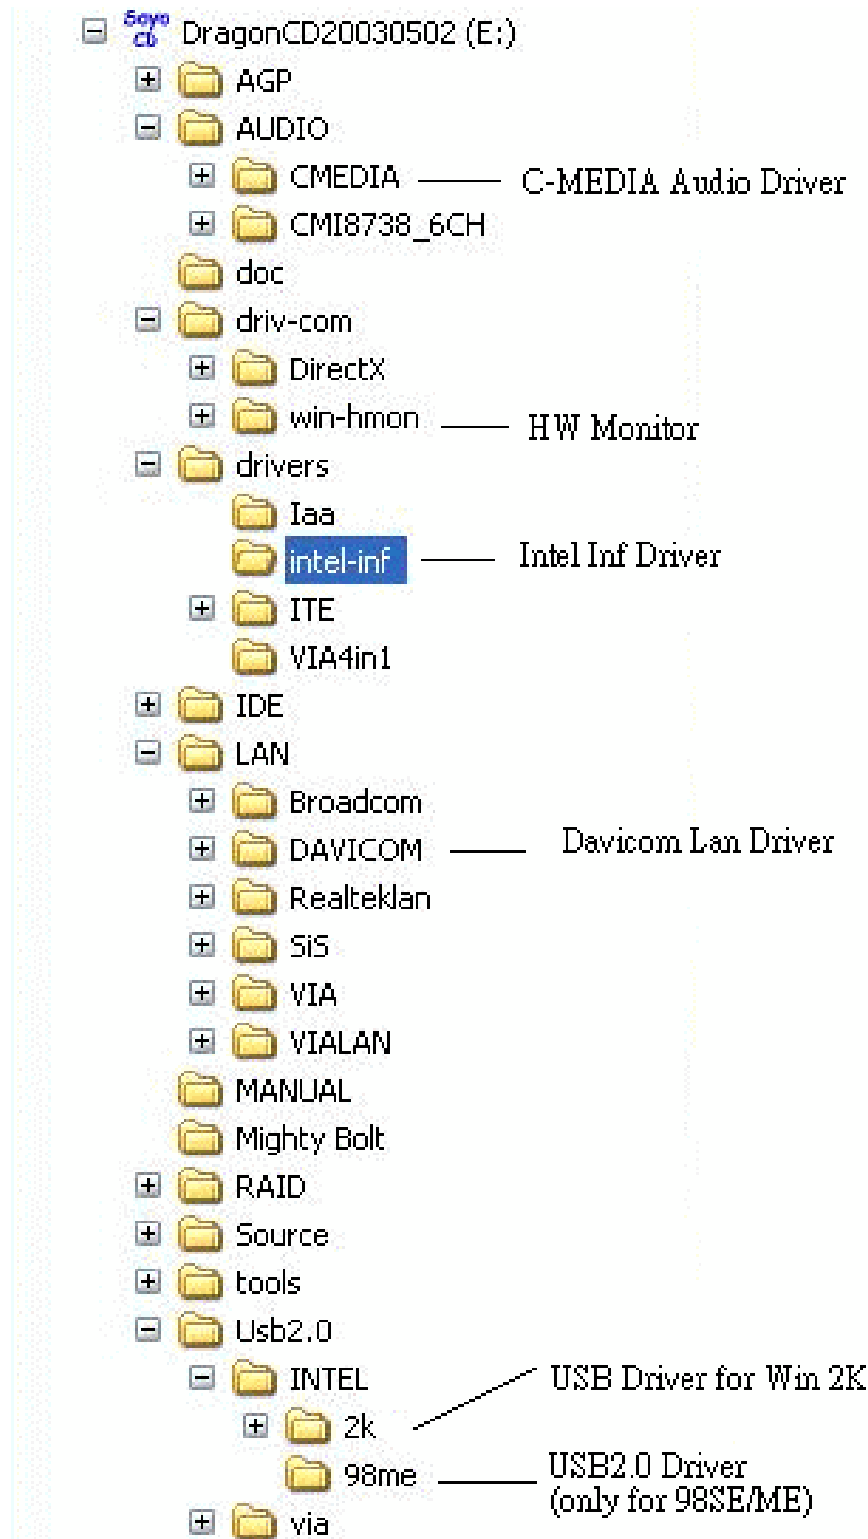 Soyo
Cb
DragonCD20030502 (E:)
AGP
AUDIO
CMEDIA C-MEDIA Audio Driver
CMI8738_6CH
doc
driv-com
DirectX
win-hmon HW Monitor
drivers
Iaa
intel-inf Intel Inf Driver
ITE
VIA4in1
IDE
LAN
Broadcom
DAVICOM Davicom Lan Driver
Realteklan
SiS
VIA
VIALAN
MANUAL
Mighty Bolt
RAID
Source
tools
Usb2.0
INTEL USB Driver for Win 2K
2k
98me USB2.0 Driver
(only for 98SE/ME)
via